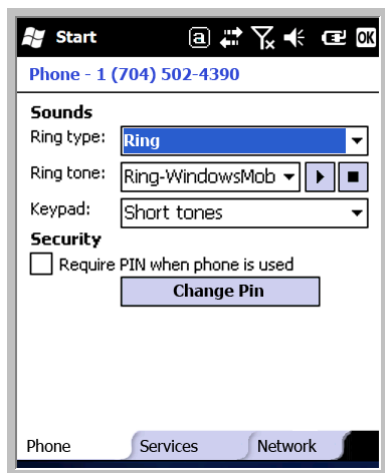 Start a OK
Phone - 1 (704) 502-4390
Sounds
Ring type: Ring
Ring tone: Ring-WindowsMob
Keypad: Short tones
Security
Require PIN when phone is used
Change Pin
Phone Services Network